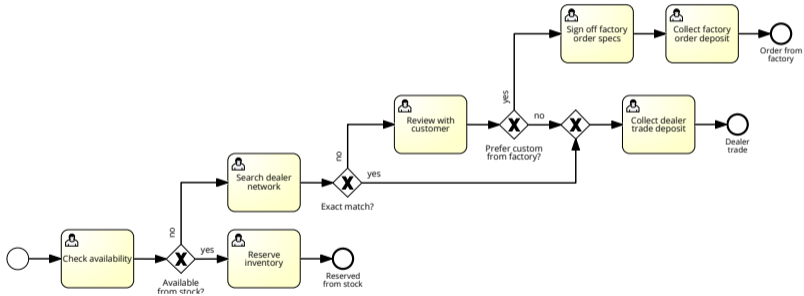 Sign off factory
order specs
Collect factory
order deposit
Order from
factory
yes
Review with
customer
no
Collect dealer
trade deposit
Prefer custom
from factory?
Dealer
trade
no
Search dealer
network
yes
Exact match?
no
Check availability
yes
Reserve
inventory
Available
from stock?
Reserved
from stock